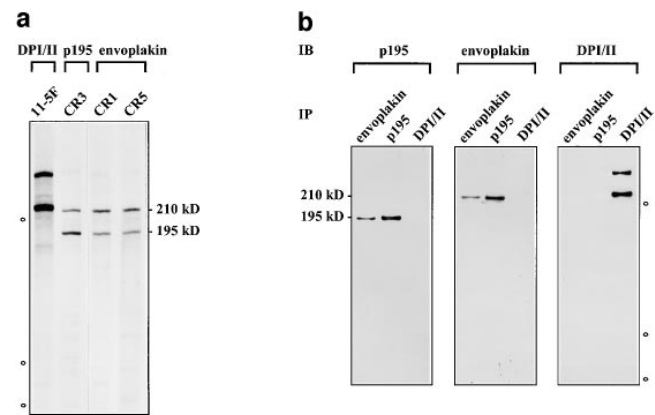 a
DPI/II p195 envoplakin
11-5F CR3 CR1 CR5
210 kD
195 kD
b
IB p195 envoplakin DPI/II
IP envoplakin p195 DPI/II envoplakin p195 DPI/II envoplakin p195 DPI/II
210 kD
195 kD